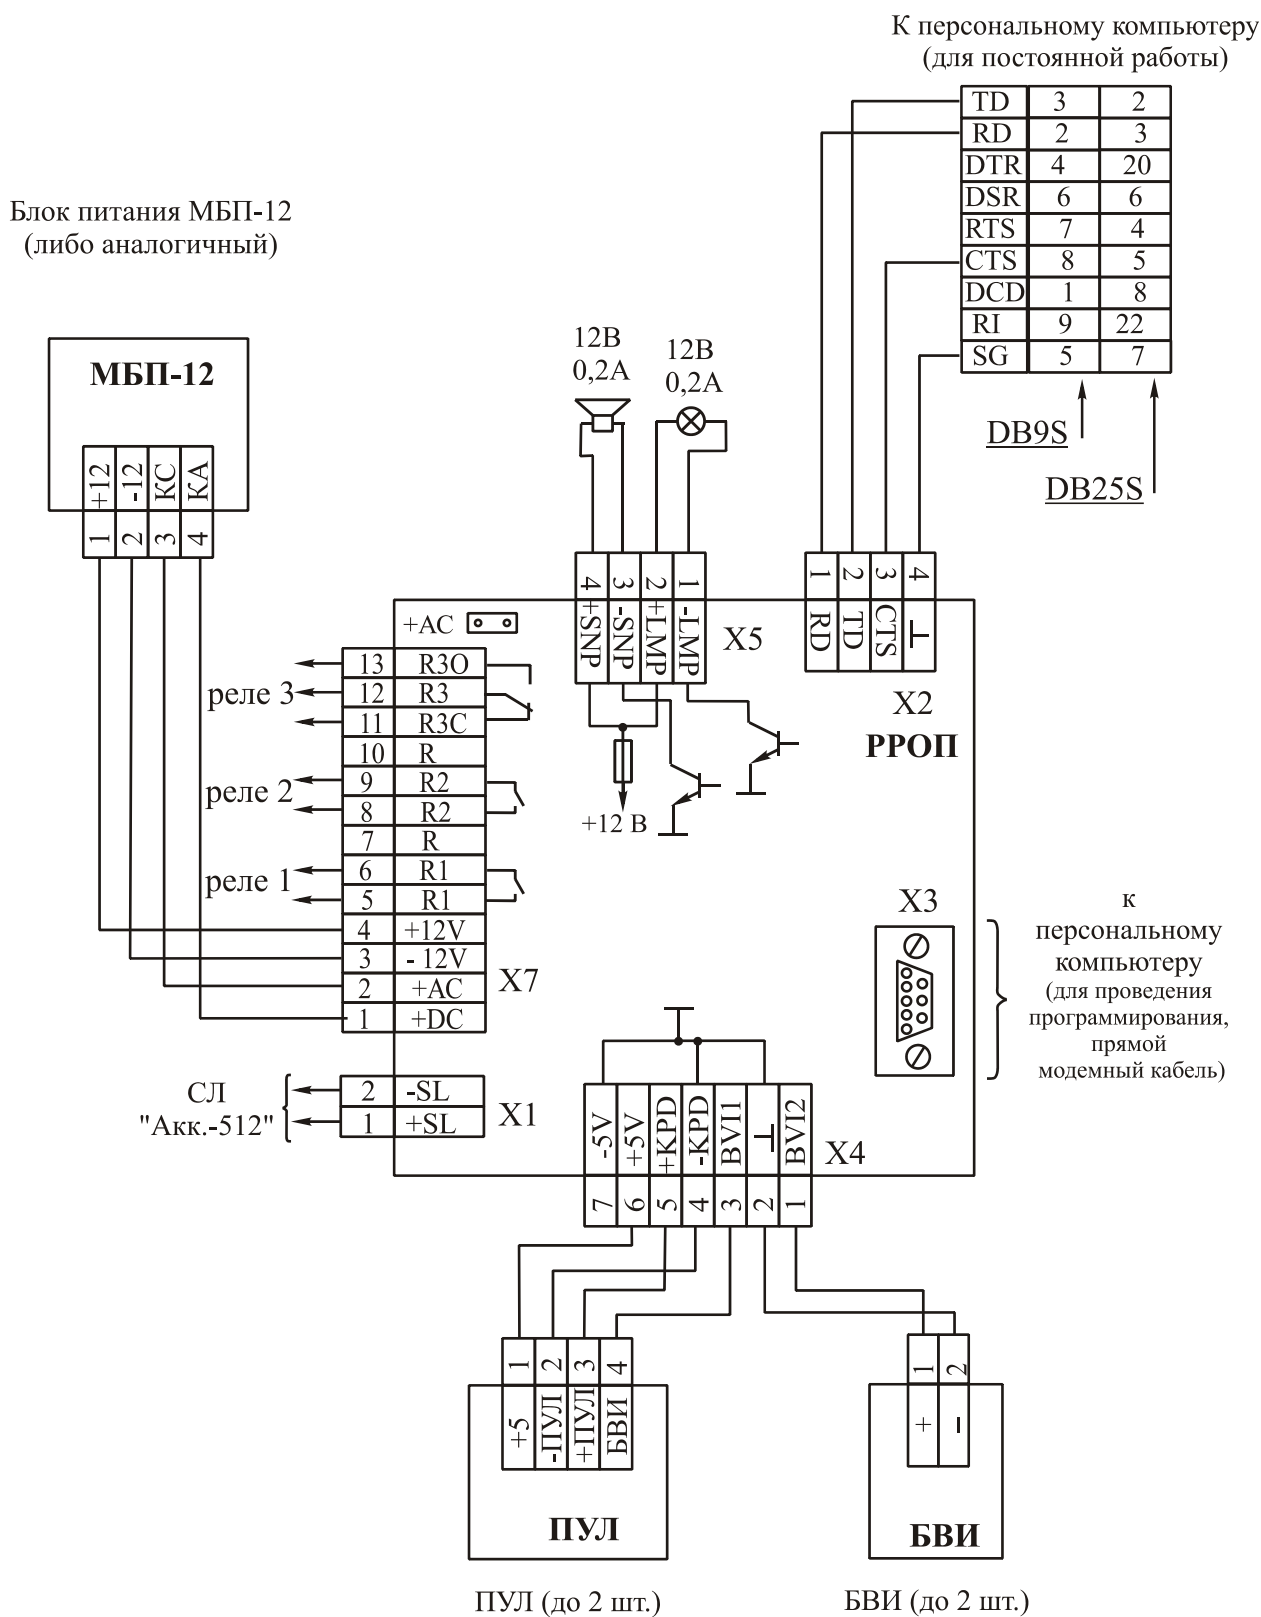 К персональному компьютеру
(для постоянной работы)
TD 3 2
RD 2 3
DTR 4 20
DSR 6 6
RTS 7 4
CTS 8 5
DCD 1 8
RI 9 22
SG 5 7
DB9S
DB25S
Блок питания МБП-12
(либо аналогичный)
МБП-12
+12 -12 КС КА
1 2 3 4
12В
0,2А
12В
0,2А
4 3 2 1
+SNP -SNP +LMP -LMP
X5
1 2 3 4
RD TD CTS ⊥
X2
РРОП
+AC
13 R3O
12 R3
11 R3C
10 R
9 R2
8 R2
7 R
6 R1
5 R1
4 +12V
3 - 12V
2 +AC
1 +DC
реле 3
реле 2
реле 1
X7
+12 В
X3
к
персональному
компьютеру
(для проведения
программирования,
прямой
модемный кабель)
СЛ
"Акк.-512"
2 -SL
1 +SL
X1
-5V +5V +KPD -KPD BVI1 ⊥ BVI2
7 6 5 4 3 2 1
X4
1 2 3 4
+5 -ПУЛ +ПУЛ БВИ
ПУЛ
ПУЛ (до 2 шт.)
1 2
+ -
БВИ
БВИ (до 2 шт.)